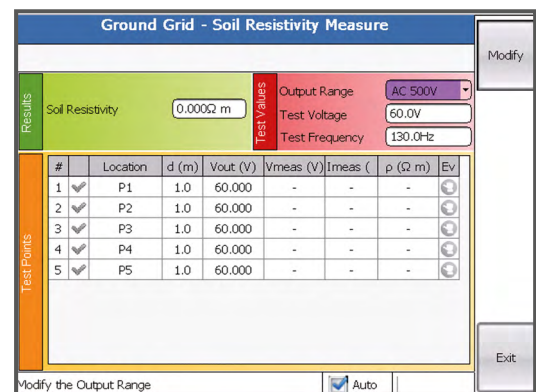 Ground Grid - Soil Resistivity Measure
Modify
Results
Soil Resistivity 0.000Ω m
Test Values
Output Range AC 500V
Test Voltage 60.0V
Test Frequency 130.0Hz
Test Points
# Location d (m) Vout (V) Vmeas (V) Imeas ( ρ (Ω m) Ev
1 P1 1.0 60.000 - - -
2 P2 1.0 60.000 - - -
3 P3 1.0 60.000 - - -
4 P4 1.0 60.000 - - -
5 P5 1.0 60.000 - - -
Exit
Modify the Output Range
Auto